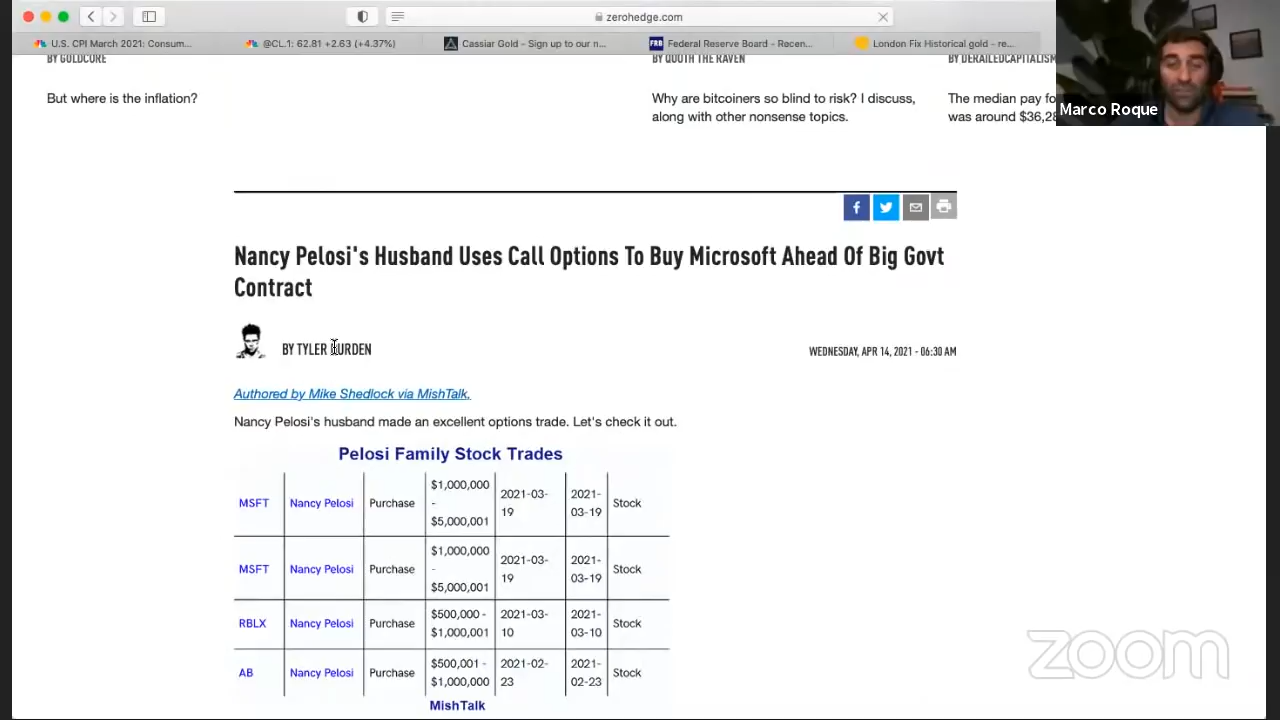 zerohedge.com
U.S. CPI March 2021: Consum...
@CL.1: 62.81 +2.63 (+4.37%)
Cassiar Gold - Sign up to our n...
FRB
Federal Reserve Board - Recen...
London Fix Historical gold - re...
BY GOLDCORE
BY QUOTH THE RAVEN
BY DERAILEDCAPITALISM
But where is the inflation?
Why are bitcoiners so blind to risk? I discuss,
along with other nonsense topics.
The median pay fo
was around $36,28
Marco Roque
Nancy Pelosi's Husband Uses Call Options To Buy Microsoft Ahead Of Big Govt
Contract
BY TYLER DURDEN
WEDNESDAY, APR 14, 2021 - 06:30 AM
Authored by Mike Shedlock via MishTalk,
Nancy Pelosi's husband made an excellent options trade. Let's check it out.
Pelosi Family Stock Trades
MSFT Nancy Pelosi Purchase $1,000,000 - $5,000,001 2021-03-19 2021-03-19 Stock
MSFT Nancy Pelosi Purchase $1,000,000 - $5,000,001 2021-03-19 2021-03-19 Stock
RBLX Nancy Pelosi Purchase $500,000 - $1,000,001 2021-03-10 2021-03-10 Stock
AB Nancy Pelosi Purchase $500,001 - $1,000,000 2021-02-23 2021-02-23 Stock
MishTalk
zoom